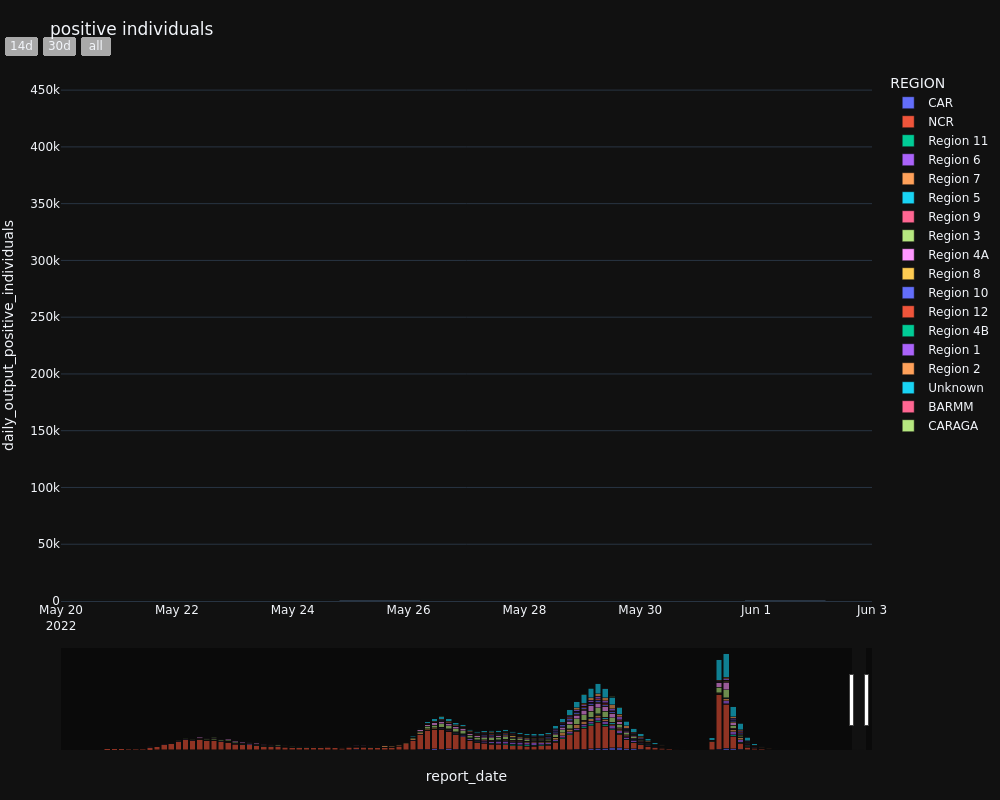 positive individuals
14d 30d all
450k
400k
350k
300k
250k
200k
150k
100k
50k
0
daily_output_positive_individuals
May 20 May 22 May 24 May 26 May 28 May 30 Jun 1 Jun 3
2022
report_date
REGION
CAR
NCR
Region 11
Region 6
Region 7
Region 5
Region 9
Region 3
Region 4A
Region 8
Region 10
Region 12
Region 4B
Region 1
Region 2
Unknown
BARMM
CARAGA